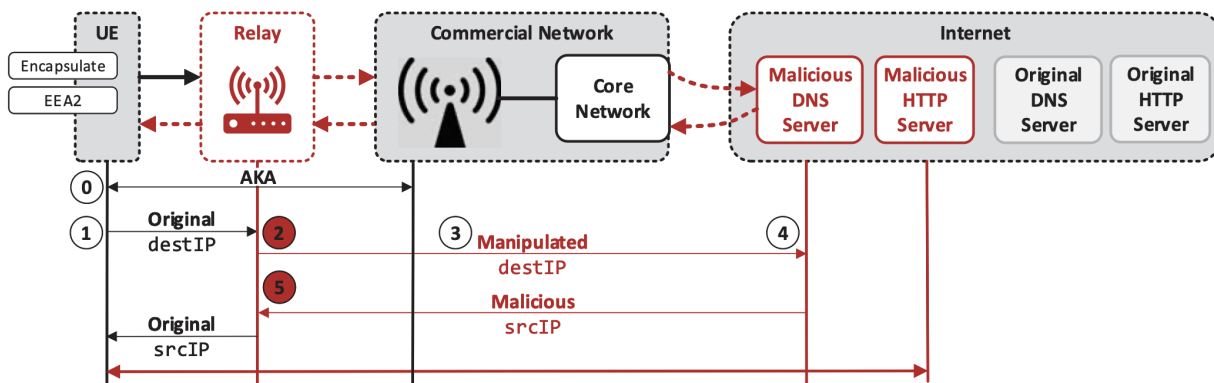 UE
Encapsulate
EEA2
Relay
Commercial Network
Core
Network
Internet
Malicious
DNS
Server
Malicious
HTTP
Server
Original
DNS
Server
Original
HTTP
Server
0
AKA
1
Original
destIP
2
3
Manipulated
destIP
4
5
Malicious
srcIP
Original
srcIP